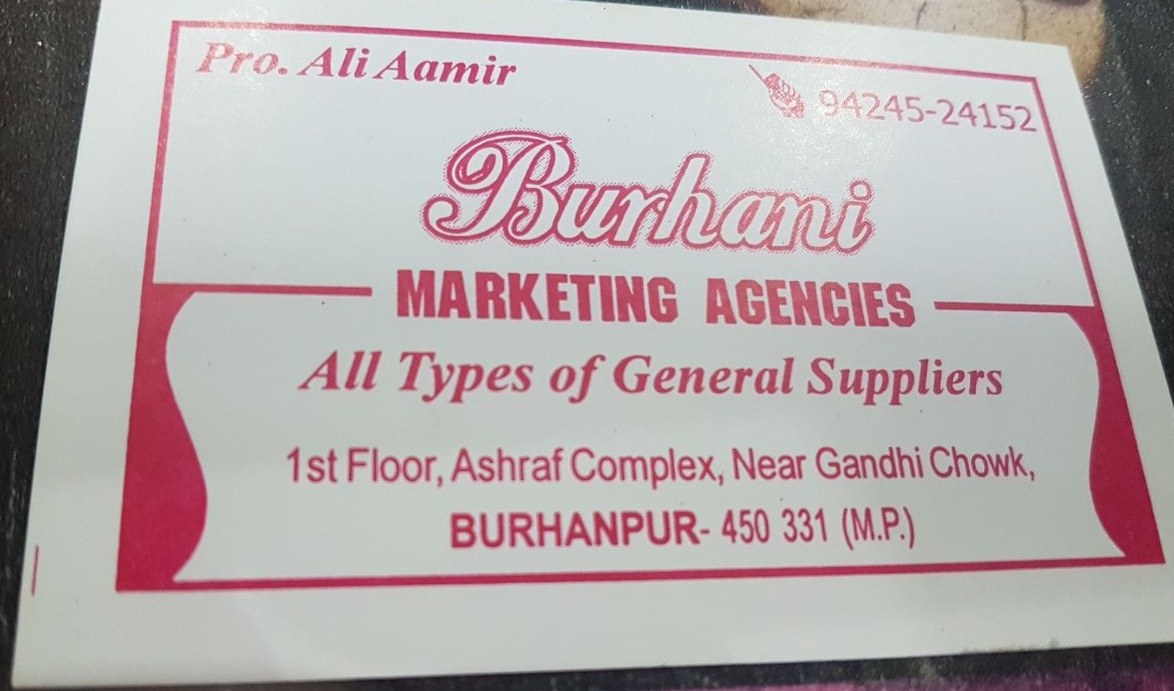 Pro. Ali Aamir
94245-24152
Burhani
MARKETING AGENCIES
All Types of General Suppliers
1st Floor, Ashraf Complex, Near Gandhi Chowk,
BURHANPUR- 450 331 (M.P.)